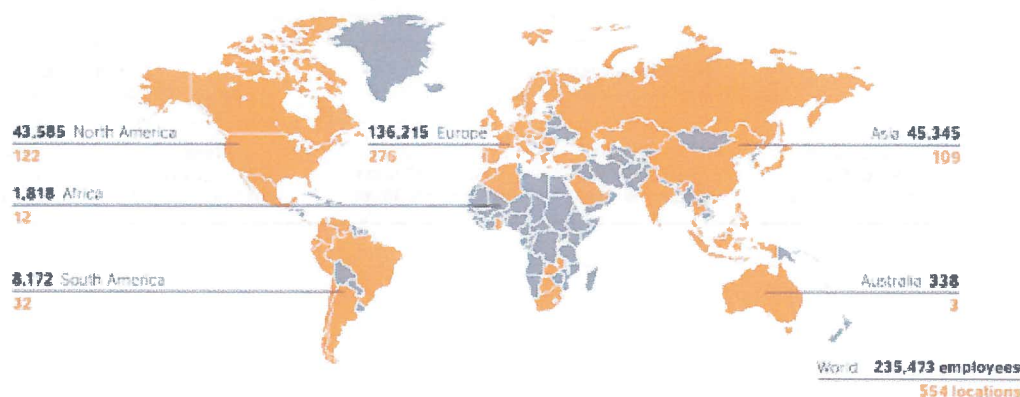 43,585 North America
122
136,215 Europe
276
Asia 45,345
109
1,818 Africa
12
8,172 South America
32
Australia 338
3
World 235,473 employees
554 locations